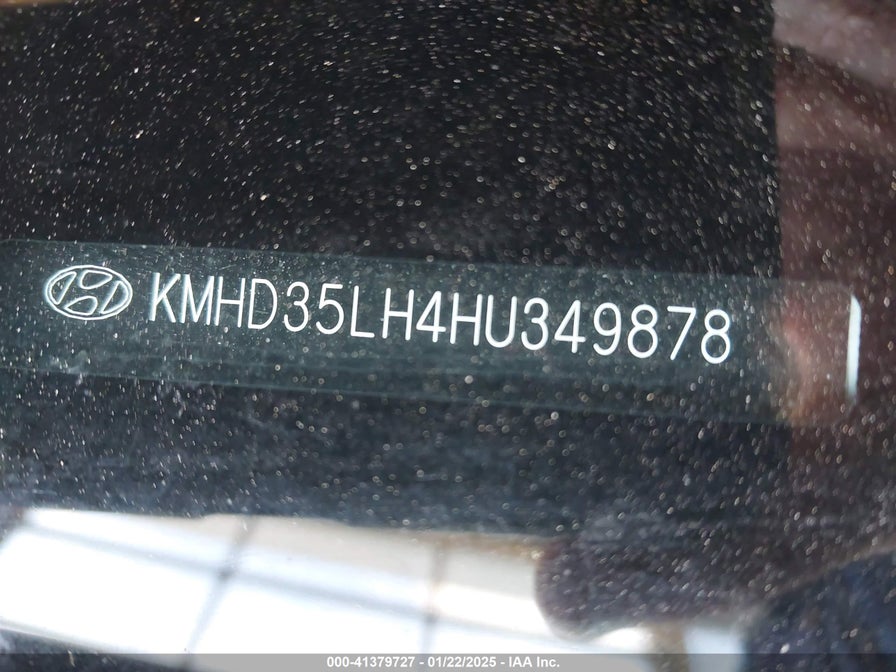 KMHD35LH4HU349878
000-41379727 - 01/22/2025 - IAA Inc.